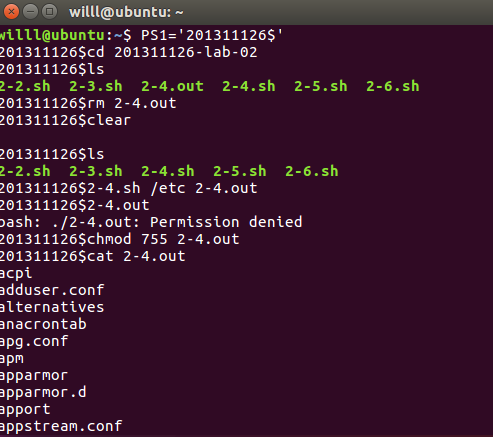 willl@ubuntu: ~
willl@ubuntu:~$ PS1='201311126$'
201311126$cd 201311126-lab-02
201311126$ls
2-2.sh  2-3.sh  2-4.out  2-4.sh  2-5.sh  2-6.sh
201311126$rm 2-4.out
201311126$clear
201311126$ls
2-2.sh  2-3.sh  2-4.sh  2-5.sh  2-6.sh
201311126$2-4.sh /etc 2-4.out
201311126$2-4.out
bash: ./2-4.out: Permission denied
201311126$chmod 755 2-4.out
201311126$cat 2-4.out
acpi
adduser.conf
alternatives
anacrontab
apg.conf
apm
apparmor
apparmor.d
apport
appstream.conf